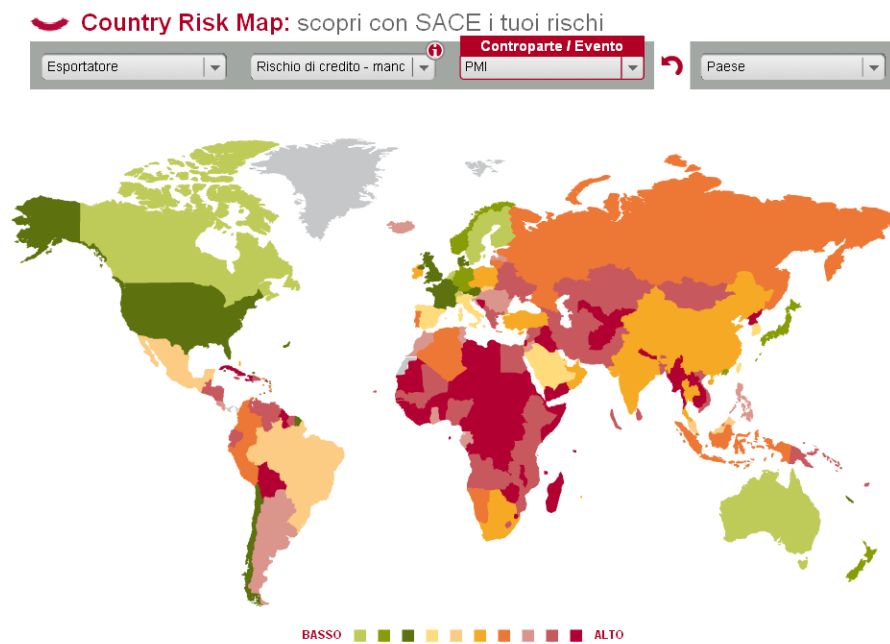 Country Risk Map: scopri con SACE i tuoi rischi
i
Controparte / Evento
Esportatore
Rischio di credito - manc
PMI
Paese
BASSO
ALTO